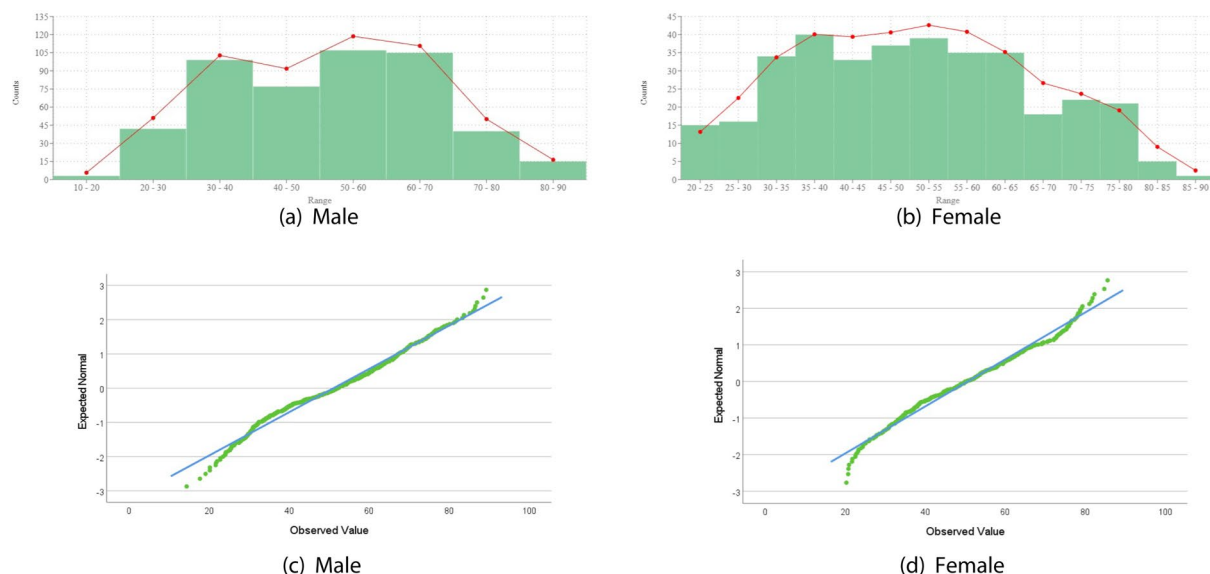 135
120
105
90
75
60
45
30
15
0
Counts
10 - 20 20 - 30 30 - 40 40 - 50 50 - 60 60 - 70 70 - 80 80 - 90
Range
(a) Male
45
40
35
30
25
20
15
10
5
0
Counts
20 - 25 25 - 30 30 - 35 35 - 40 40 - 45 45 - 50 50 - 55 55 - 60 60 - 65 65 - 70 70 - 75 75 - 80 80 - 85 85 - 90
Range
(b) Female
3
2
1
0
-1
-2
-3
Expected Normal
0 20 40 60 80 100
Observed Value
(c) Male
3
2
1
0
-1
-2
-3
Expected Normal
0 20 40 60 80 100
Observed Value
(d) Female